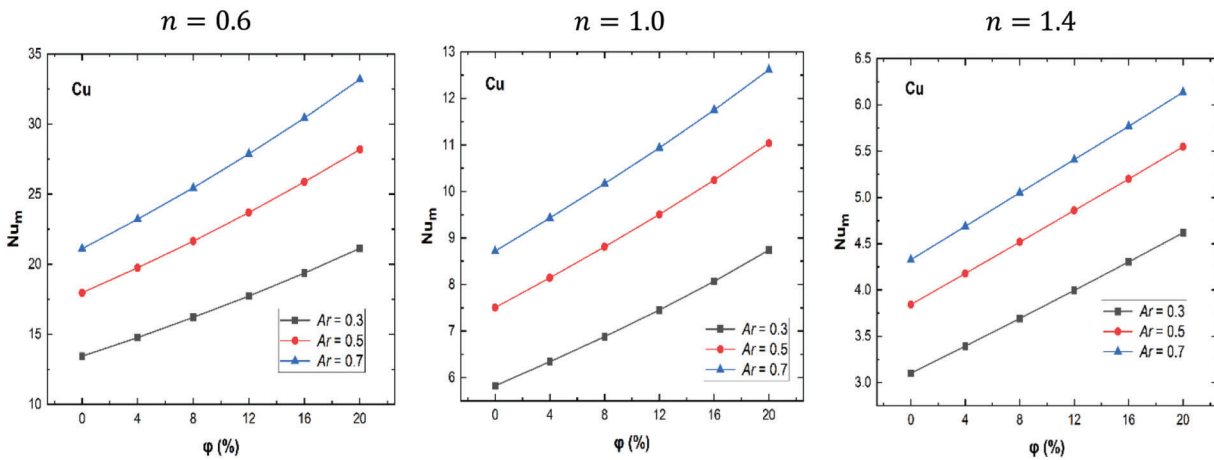 n = 0.6
35
30
25
20
15
10
Nuₘ
Cu
Ar = 0.3
Ar = 0.5
Ar = 0.7
0 4 8 12 16 20
φ (%)
n = 1.0
13
12
11
10
9
8
7
6
Nuₘ
Cu
Ar = 0.3
Ar = 0.5
Ar = 0.7
0 4 8 12 16 20
φ (%)
n = 1.4
6.5
6.0
5.5
5.0
4.5
4.0
3.5
3.0
Nuₘ
Cu
Ar = 0.3
Ar = 0.5
Ar = 0.7
0 4 8 12 16 20
φ (%)